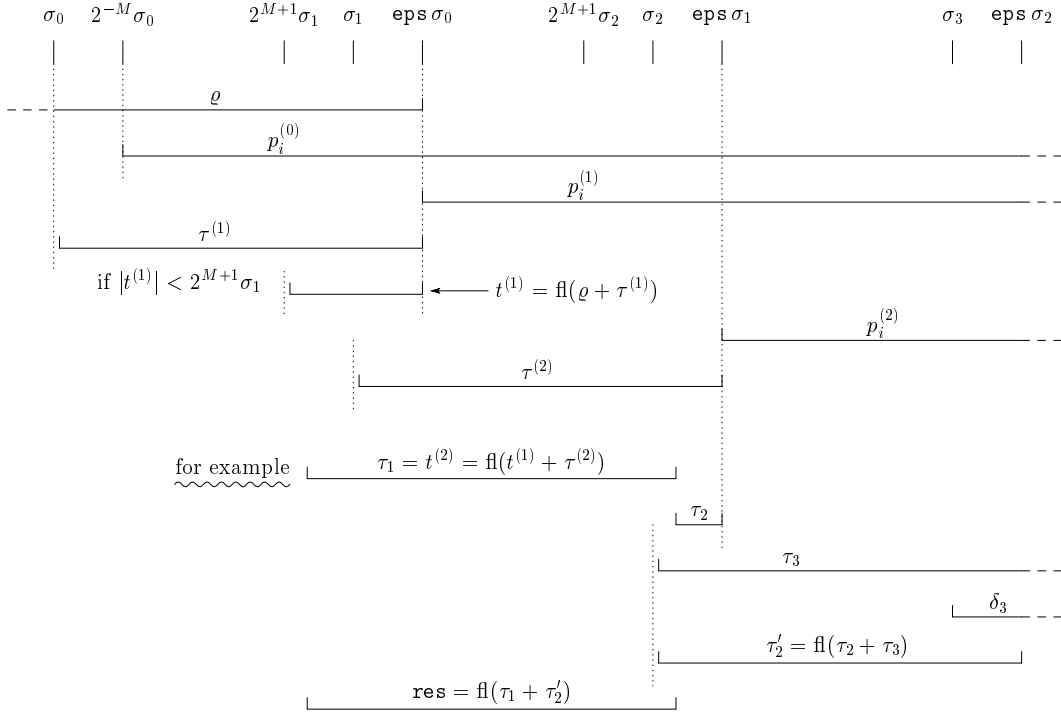 σ₀ 2^{-M}σ₀ 2^{M+1}σ₁ σ₁ eps σ₀ 2^{M+1}σ₂ σ₂ eps σ₁ σ₃ eps σ₂
ϱ
p_i^{(0)}
p_i^{(1)}
τ^{(1)}
if |t^{(1)}| < 2^{M+1}σ₁
t^{(1)} = fl(ϱ + τ^{(1)})
p_i^{(2)}
τ^{(2)}
for example
τ₁ = t^{(2)} = fl(t^{(1)} + τ^{(2)})
τ₂
τ₃
δ₃
τ₂′ = fl(τ₂ + τ₃)
res = fl(τ₁ + τ₂′)